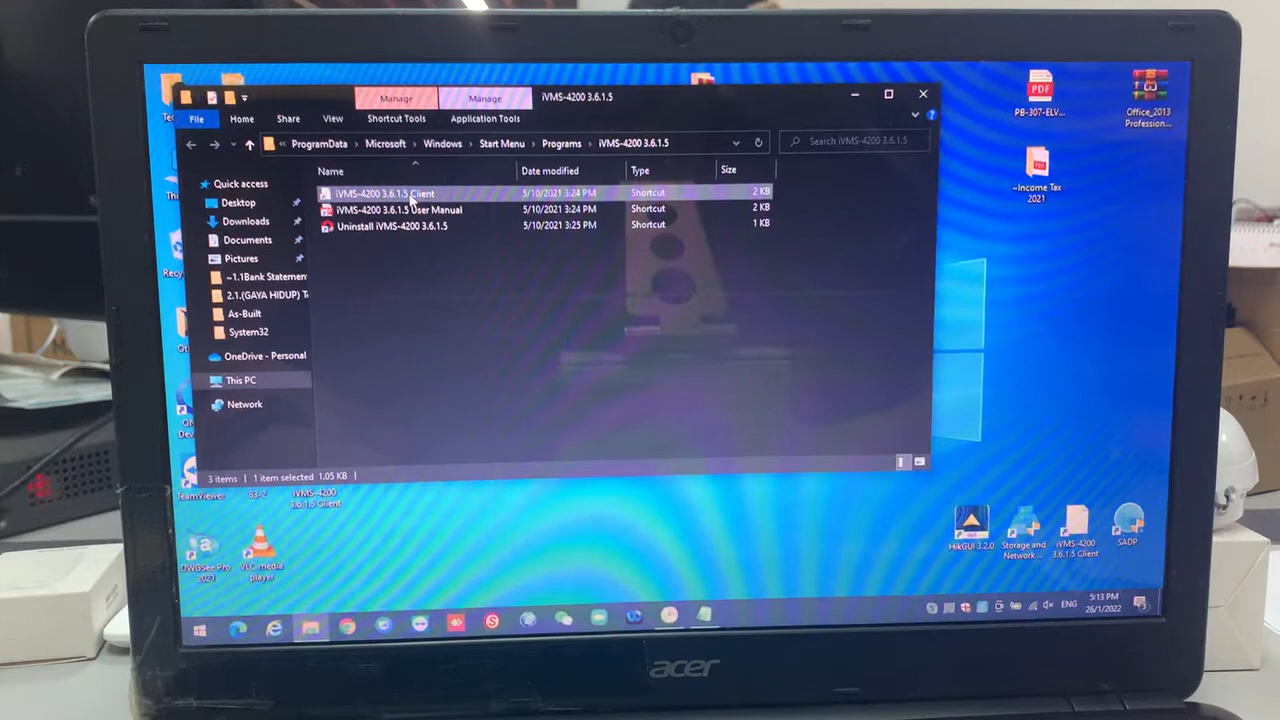 Manage
Manage
iVMS-4200 3.6.1.5
File
Home
Share
View
Shortcut Tools
Application Tools
ProgramData
Microsoft
Windows
Start Menu
Programs
iVMS-4200 3.6.1.5
Search iVMS-4200 3.6.1.5
Name
Date modified
Type
Size
iVMS-4200 3.6.1.5 Client
5/10/2021 3:24 PM
Shortcut
2 KB
iVMS-4200 3.6.1.5 User Manual
5/10/2021 3:24 PM
Shortcut
2 KB
Uninstall iVMS-4200 3.6.1.5
5/10/2021 3:25 PM
Shortcut
1 KB
Quick access
Desktop
Downloads
Documents
Pictures
~1.1Bank Statemen
2.1.(GAYA HIDUP) T
As-Built
System32
OneDrive - Personal
This PC
Network
3 items
1 item selected 1.05 KB
PDF
PB-307-ELV...
Office_2013
Profession...
~Income Tax
2021
TeamViewer
83-2
iVMS-4200
3.6.1.5 Client
DWGSee Pro
2021
VLC media
player
HikGUI 3.2.0
Storage and
Network ...
iVMS-4200
3.6.1.5 Client
SADP
ENG
5:13 PM
26/1/2022
acer